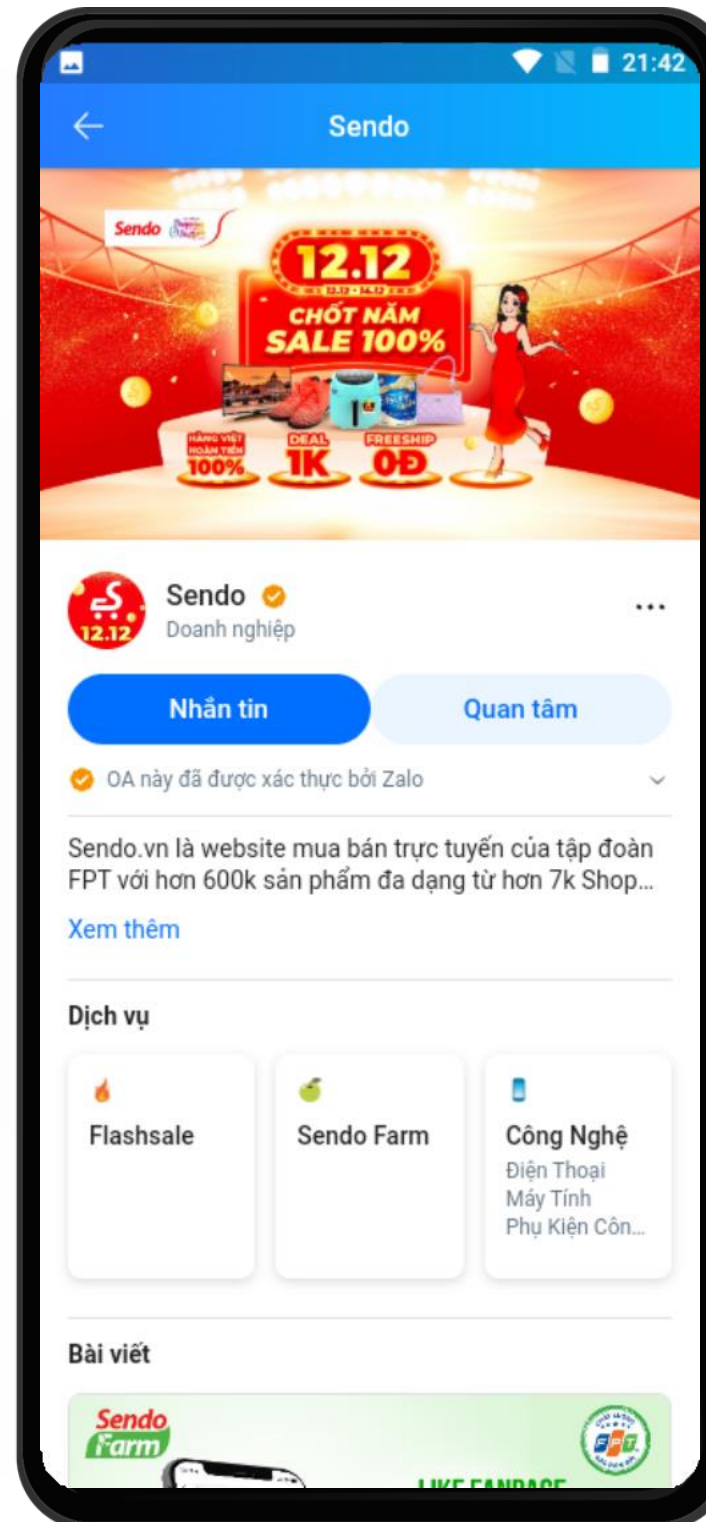 21:42
Sendo
Sendo
12.12
12.12 - 14.12
CHỐT NĂM
SALE 100%
HÀNG VIỆT
HOÀN TIỀN
100%
DEAL
1K
FREESHIP
0Đ
12.12
Sendo
Doanh nghiệp
Nhắn tin
Quan tâm
OA này đã được xác thực bởi Zalo
Sendo.vn là website mua bán trực tuyến của tập đoàn
FPT với hơn 600k sản phẩm đa dạng từ hơn 7k Shop...
Xem thêm
Dịch vụ
Flashsale
Sendo Farm
Công Nghệ
Điện Thoại
Máy Tính
Phụ Kiện Côn...
Bài viết
Sendo
Farm
FPT
LIKE FANPAGE